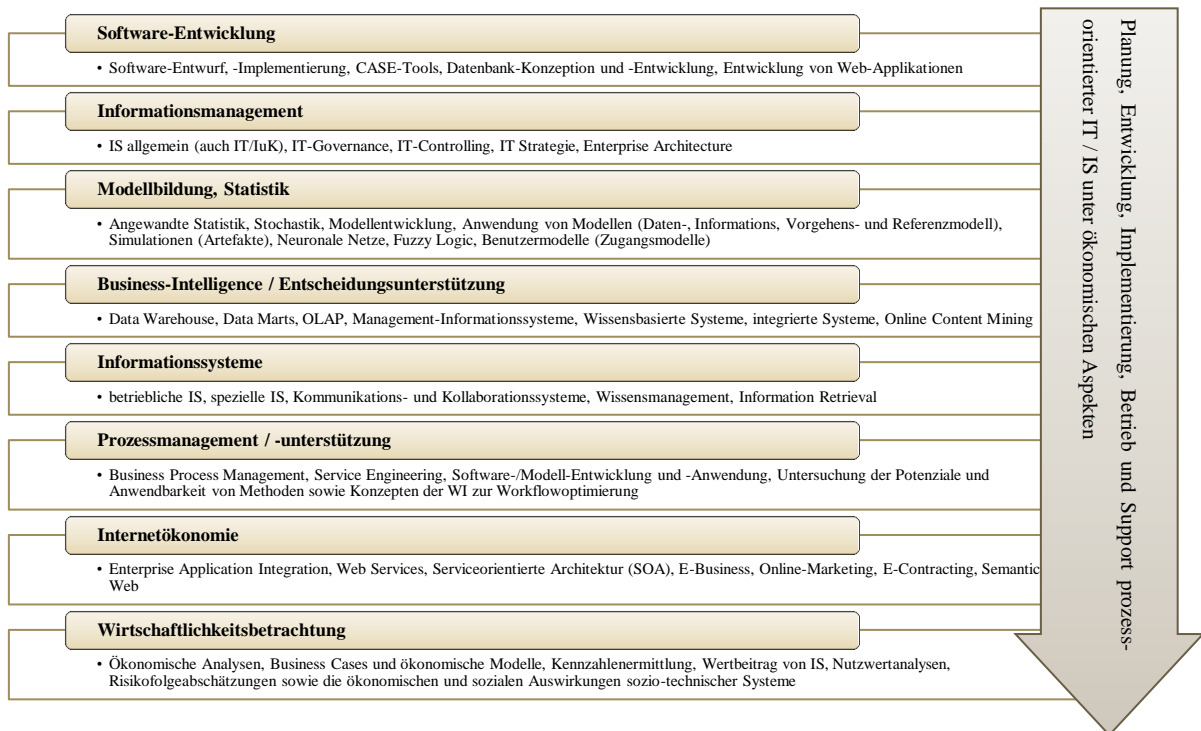 Software-Entwicklung
• Software-Entwurf, -Implementierung, CASE-Tools, Datenbank-Konzeption und -Entwicklung, Entwicklung von Web-Applikationen
Informationsmanagement
• IS allgemein (auch IT/IuK), IT-Governance, IT-Controlling, IT Strategie, Enterprise Architecture
Modellbildung, Statistik
• Angewandte Statistik, Stochastik, Modellentwicklung, Anwendung von Modellen (Daten-, Informations, Vorgehens- und Referenzmodell),
Simulationen (Artefakte), Neuronale Netze, Fuzzy Logic, Benutzermodelle (Zugangsmodelle)
Business-Intelligence / Entscheidungsunterstützung
• Data Warehouse, Data Marts, OLAP, Management-Informationssysteme, Wissensbasierte Systeme, integrierte Systeme, Online Content Mining
Informationssysteme
• betriebliche IS, spezielle IS, Kommunikations- und Kollaborationssysteme, Wissensmanagement, Information Retrieval
Prozessmanagement / -unterstützung
• Business Process Management, Service Engineering, Software-/Modell-Entwicklung und -Anwendung, Untersuchung der Potenziale und
Anwendbarkeit von Methoden sowie Konzepten der WI zur Workflowoptimierung
Internetökonomie
• Enterprise Application Integration, Web Services, Serviceorientierte Architektur (SOA), E-Business, Online-Marketing, E-Contracting, Semantic
Web
Wirtschaftlichkeitsbetrachtung
• Ökonomische Analysen, Business Cases und ökonomische Modelle, Kennzahlenermittlung, Wertbeitrag von IS, Nutzwertanalysen,
Risikofolgeabschätzungen sowie die ökonomischen und sozialen Auswirkungen sozio-technischer Systeme
Planung, Entwicklung, Implementierung, Betrieb und Support prozess-
orientierter IT / IS unter ökonomischen Aspekten